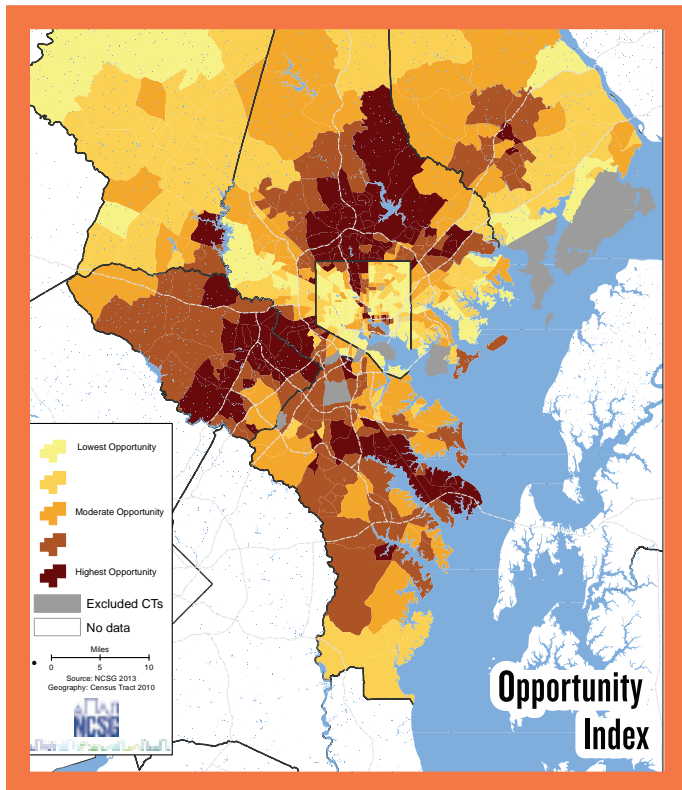 Lowest Opportunity
Moderate Opportunity
Highest Opportunity
Excluded CTs
No data
Miles
0 5 10
Source: NCSG 2013
Geography: Census Tract 2010
NCSG
Opportunity
Index